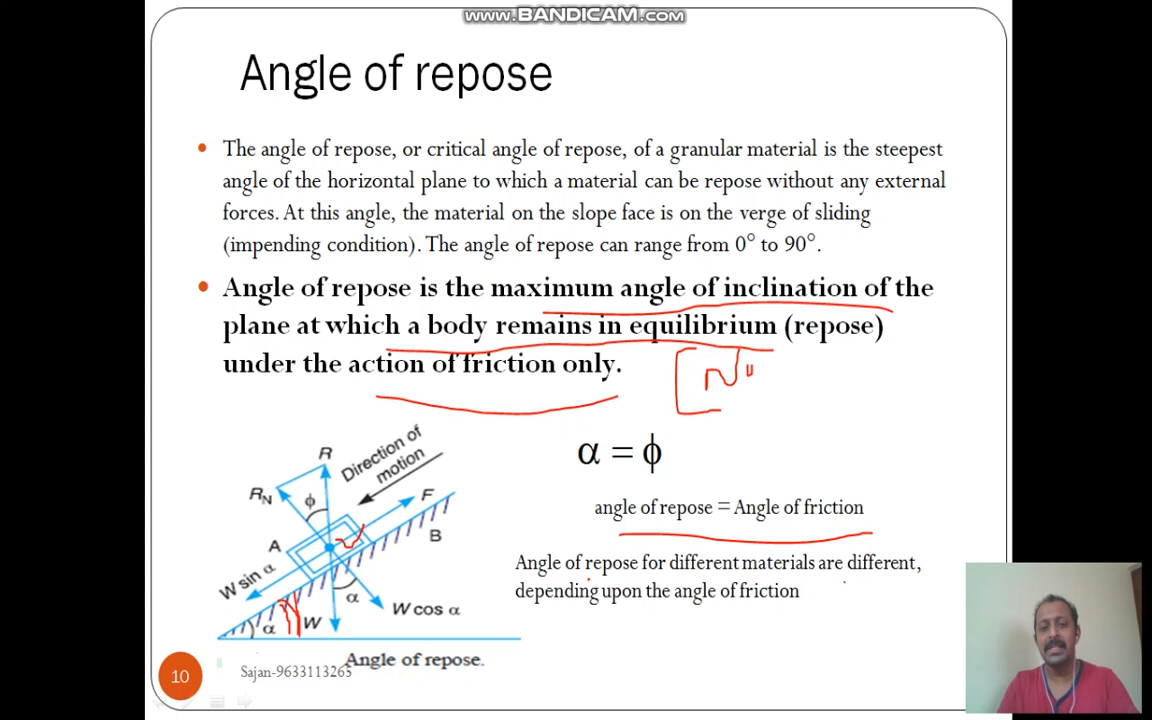 www.BANDICAM.com
Angle of repose
The angle of repose, or critical angle of repose, of a granular material is the steepest
angle of the horizontal plane to which a material can be repose without any external
forces. At this angle, the material on the slope face is on the verge of sliding
(impending condition). The angle of repose can range from 0° to 90°.
Angle of repose is the maximum angle of inclination of the
plane at which a body remains in equilibrium (repose)
under the action of friction only.
α = ϕ
angle of repose = Angle of friction
Angle of repose for different materials are different,
depending upon the angle of friction
R
Direction of
motion
R_N
ϕ
F
A
B
W sin α
α
W cos α
α
W
Angle of repose.
10
Sajan-9633113265